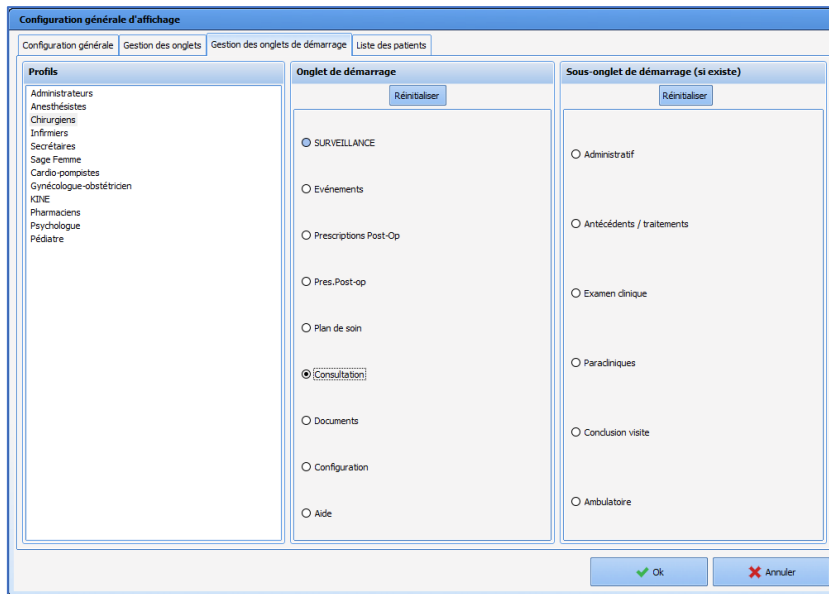 Configuration générale d'affichage
Configuration générale
Gestion des onglets
Gestion des onglets de démarrage
Liste des patients
Profils
Administrateurs
Anesthésistes
Chirurgiens
Infirmiers
Secrétaires
Sage Femme
Cardio-pompistes
Gynécologue-obstétricien
KINE
Pharmaciens
Psychologue
Pédiatre
Onglet de démarrage
Réinitialiser
SURVEILLANCE
Evénements
Prescriptions Post-Op
Pres.Post-op
Plan de soin
Consultation
Documents
Configuration
Aide
Sous-onglet de démarrage (si existe)
Réinitialiser
Administratif
Antécédents / traitements
Examen clinique
Paracliniques
Conclusion visite
Ambulatoire
Ok
Annuler